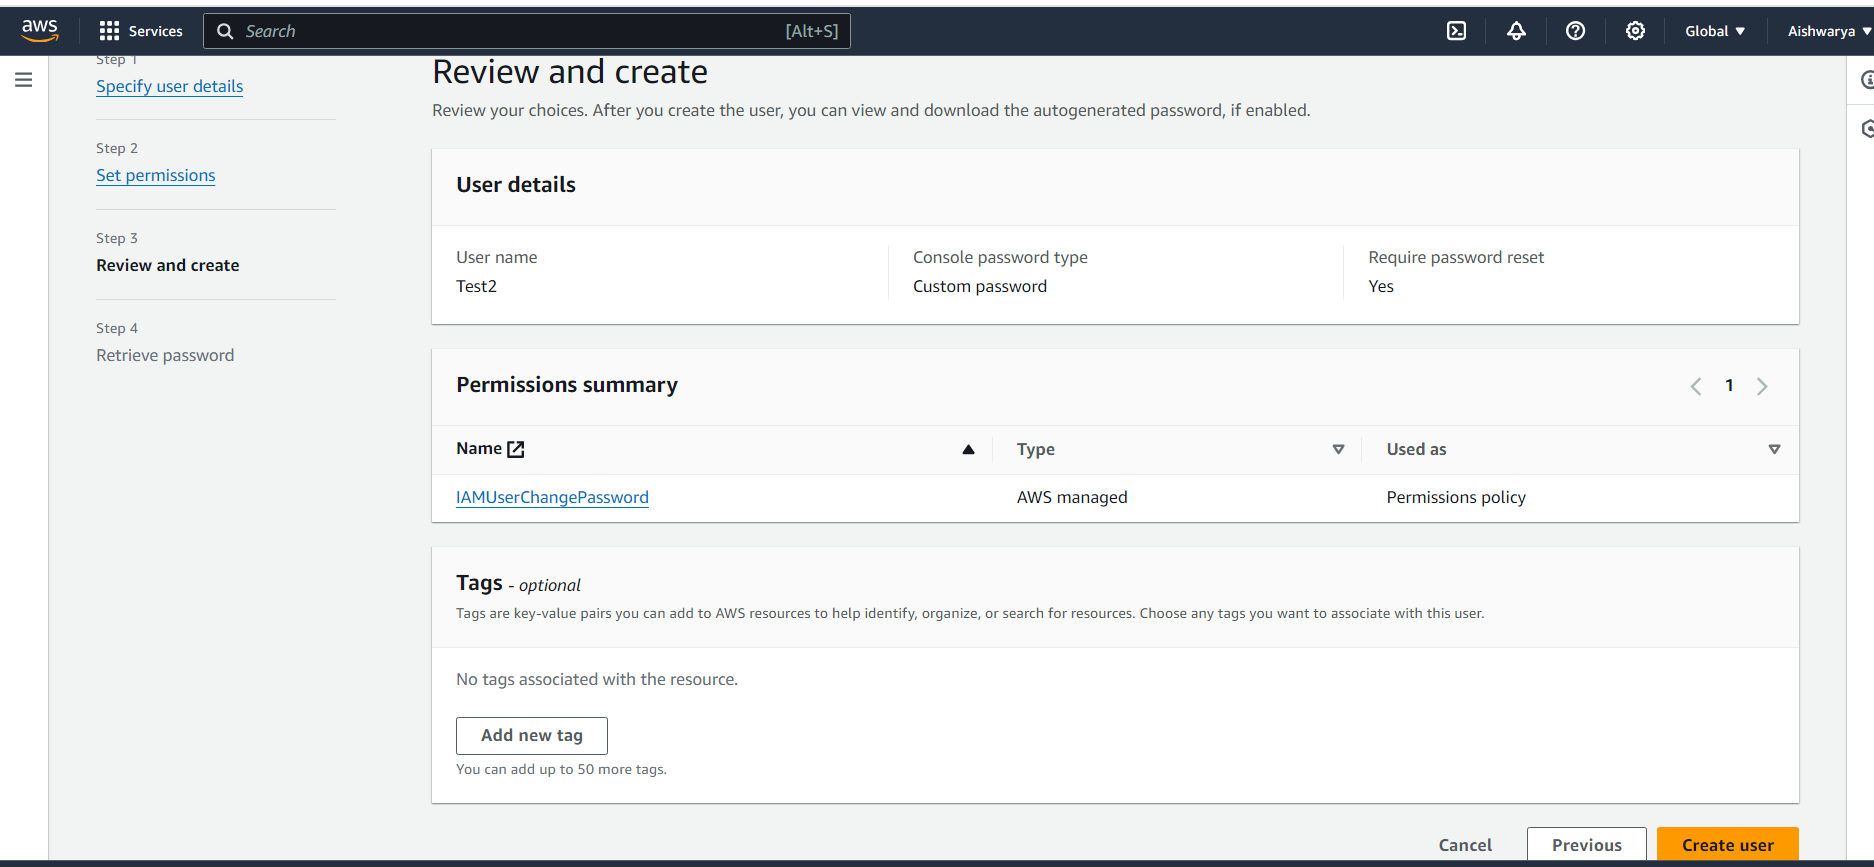 aws
Services
Search
[Alt+S]
Global
Aishwarya
Step 1
Specify user details
Step 2
Set permissions
Step 3
Review and create
Step 4
Retrieve password
Review and create
Review your choices. After you create the user, you can view and download the autogenerated password, if enabled.
User details
User name
Test2
Console password type
Custom password
Require password reset
Yes
Permissions summary
1
Name
Type
Used as
IAMUserChangePassword
AWS managed
Permissions policy
Tags - optional
Tags are key-value pairs you can add to AWS resources to help identify, organize, or search for resources. Choose any tags you want to associate with this user.
No tags associated with the resource.
Add new tag
You can add up to 50 more tags.
Cancel
Previous
Create user